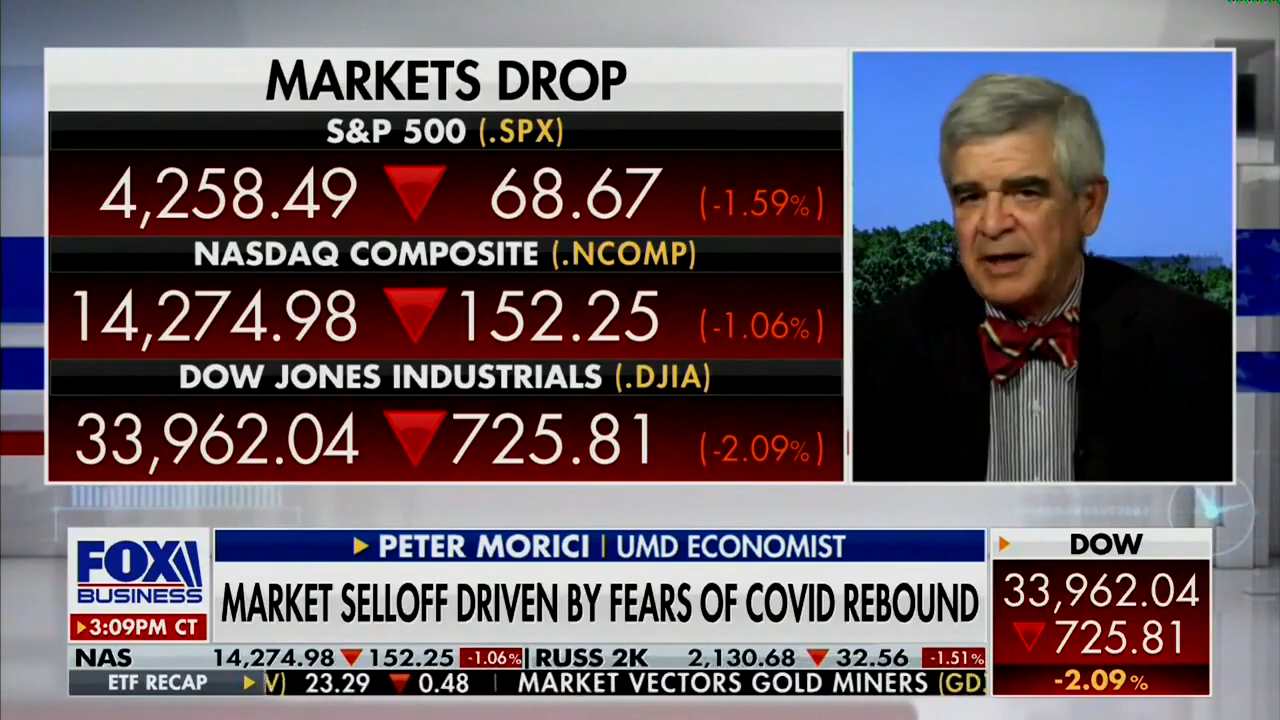 MARKETS DROP
S&P 500 (.SPX)
4,258.49 ▼ 68.67 (-1.59%)
NASDAQ COMPOSITE (.NCOMP)
14,274.98 ▼ 152.25 (-1.06%)
DOW JONES INDUSTRIALS (.DJIA)
33,962.04 ▼ 725.81 (-2.09%)
FOX
BUSINESS
3:09PM CT
PETER MORICI | UMD ECONOMIST
MARKET SELLOFF DRIVEN BY FEARS OF COVID REBOUND
DOW
33,962.04
▼ 725.81
-2.09%
NAS 14,274.98 ▼ 152.25 -1.06% | RUSS 2K 2,130.68 ▼ 32.56 -1.51%
ETF RECAP V) 23.29 ▼ 0.48 | MARKET VECTORS GOLD MINERS (GD